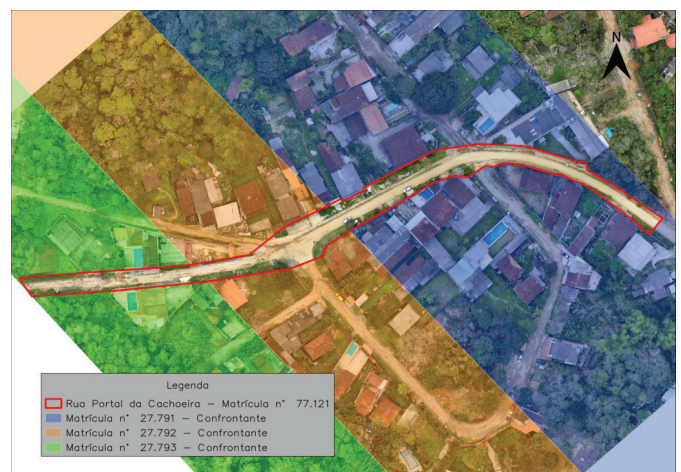 N
Legenda
Rua Portal da Cachoeira – Matrícula n° 77.121
Matrícula n° 27.791 – Confrontante
Matrícula n° 27.792 – Confrontante
Matrícula n° 27.793 – Confrontante